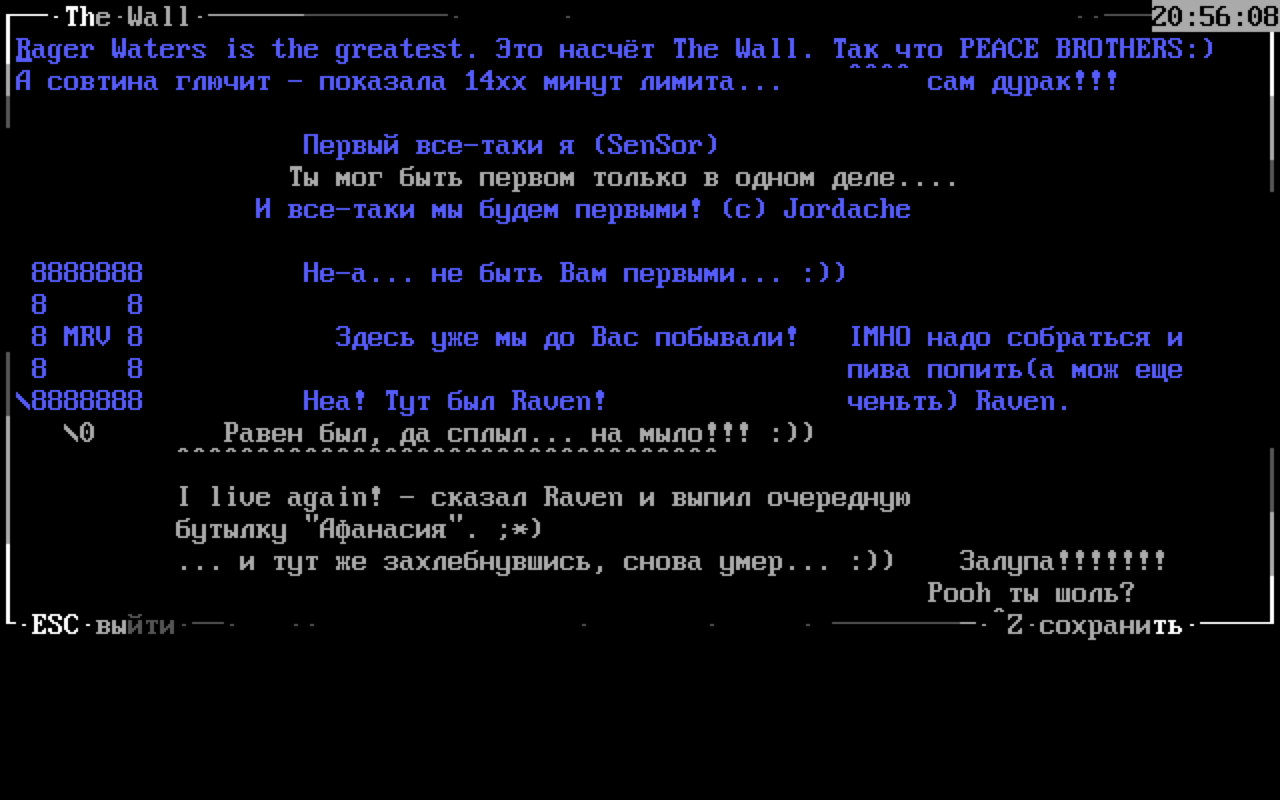 The Wall 20:56:08
Rager Waters is the greatest. Это насчёт The Wall. Так что PEACE BROTHERS:)
^^^^
А совтина глючит - показала 14хх минут лимита... сам дурак!!!
Первый все-таки я (SenSor)
Ты мог быть первом только в одном деле....
И все-таки мы будем первыми! (c) Jordache
8888888 Не-а... не быть Вам первыми... :))
8 8
8 MRV 8 Здесь уже мы до Вас побывали! IMHO надо собраться и
8 8 пива попить(а мож еще
\8888888 Неа! Тут был Raven! ченьть) Raven.
\0 Равен был, да сплыл... на мыло!!! :))
^^^^^^^^^^^^^^^^^^^^^^^^^^^^^^^^^^
I live again! - сказал Raven и выпил очередную
бутылку "Афанасия". ;*)
... и тут же захлебнувшись, снова умер... :)) Залупа!!!!!!!
Pooh ты шоль?
ESC выйти ^Z сохранить